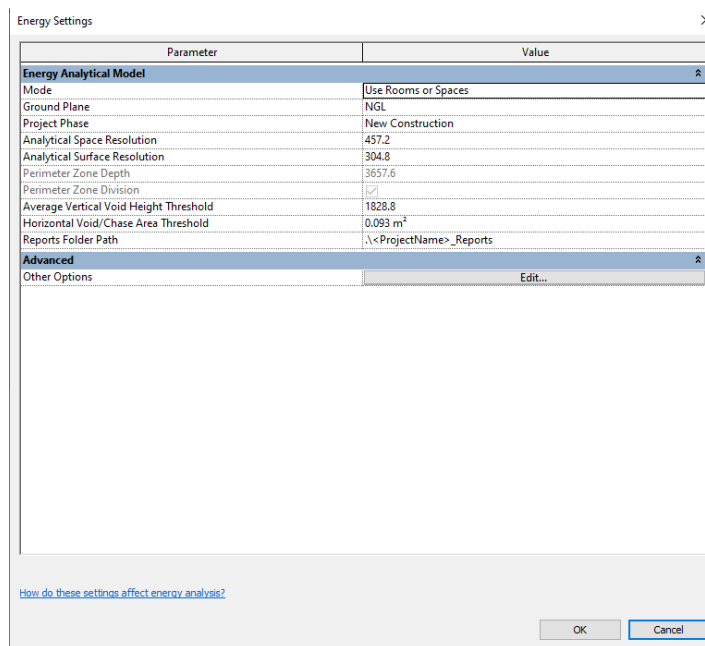 Energy Settings
Parameter Value
Energy Analytical Model
Mode Use Rooms or Spaces
Ground Plane NGL
Project Phase New Construction
Analytical Space Resolution 457.2
Analytical Surface Resolution 304.8
Perimeter Zone Depth 3657.6
Perimeter Zone Division
Average Vertical Void Height Threshold 1828.8
Horizontal Void/Chase Area Threshold 0.093 m²
Reports Folder Path .\<ProjectName>_Reports
Advanced
Other Options Edit...
How do these settings affect energy analysis?
OK Cancel